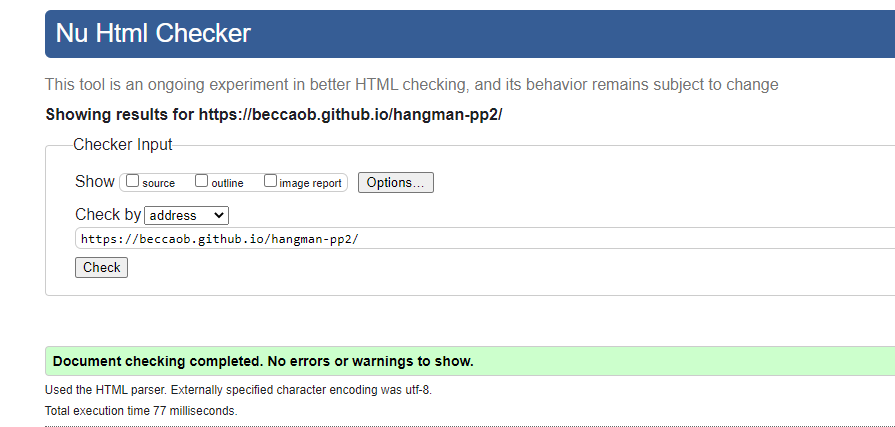 Nu Html Checker
This tool is an ongoing experiment in better HTML checking, and its behavior remains subject to change
Showing results for https://beccaob.github.io/hangman-pp2/
Checker Input
Show source outline image report Options...
Check by address
https://beccaob.github.io/hangman-pp2/
Check
Document checking completed. No errors or warnings to show.
Used the HTML parser. Externally specified character encoding was utf-8.
Total execution time 77 milliseconds.